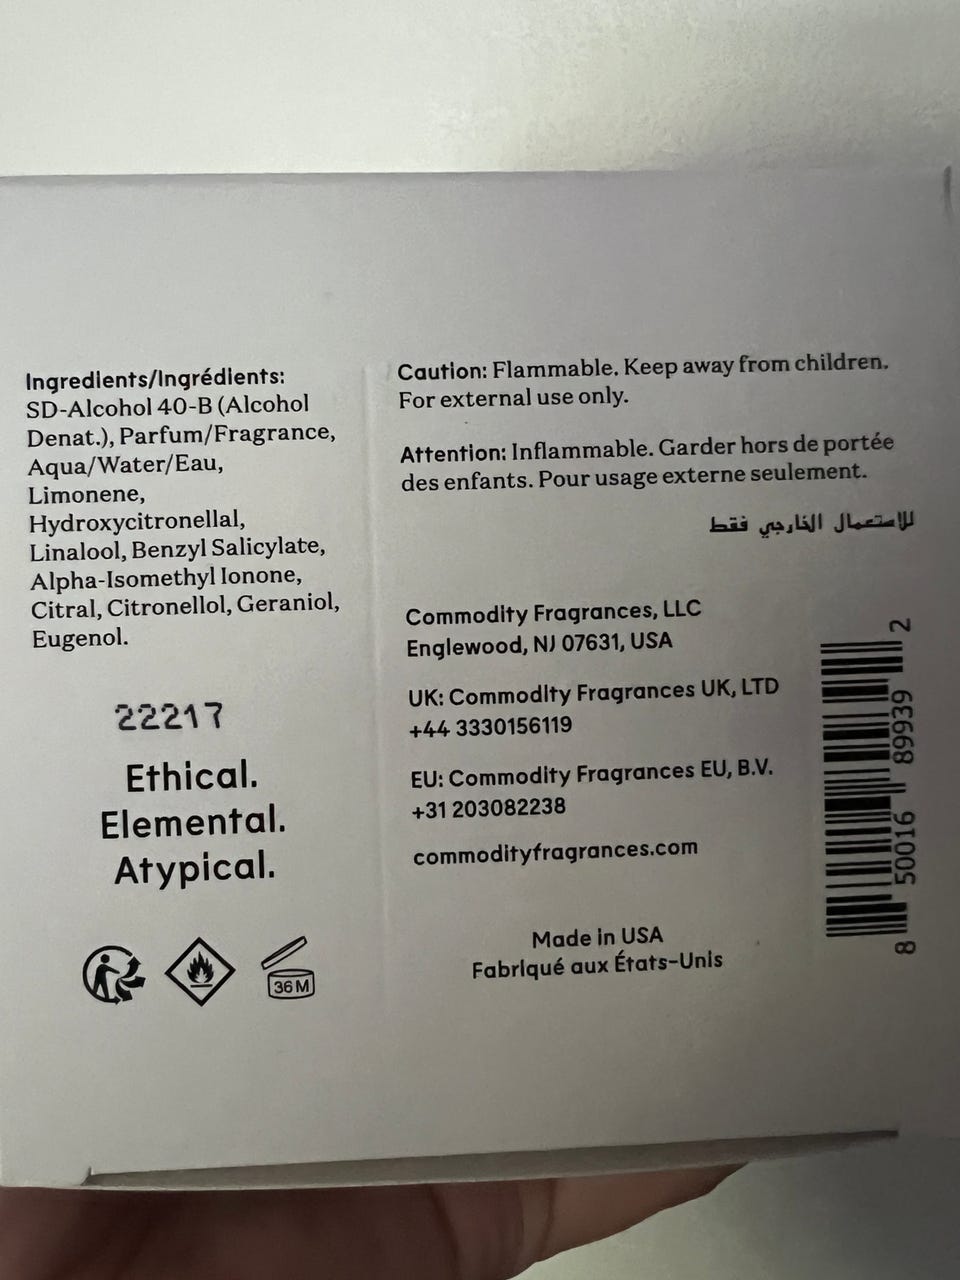 Ingredients/Ingrédients:
SD-Alcohol 40-B (Alcohol
Denat.), Parfum/Fragrance,
Aqua/Water/Eau,
Limonene,
Hydroxycitronellal,
Linalool, Benzyl Salicylate,
Alpha-Isomethyl Ionone,
Citral, Citronellol, Geraniol,
Eugenol.
22217
Ethical.
Elemental.
Atypical.
36 M
Caution: Flammable. Keep away from children.
For external use only.
Attention: Inflammable. Garder hors de portée
des enfants. Pour usage externe seulement.
للاستعمال الخارجي فقط
Commodity Fragrances, LLC
Englewood, NJ 07631, USA
UK: Commodity Fragrances UK, LTD
+44 3330156119
EU: Commodity Fragrances EU, B.V.
+31 203082238
commodityfragrances.com
Made in USA
Fabriqué aux États-Unis
8 50016 89939 2